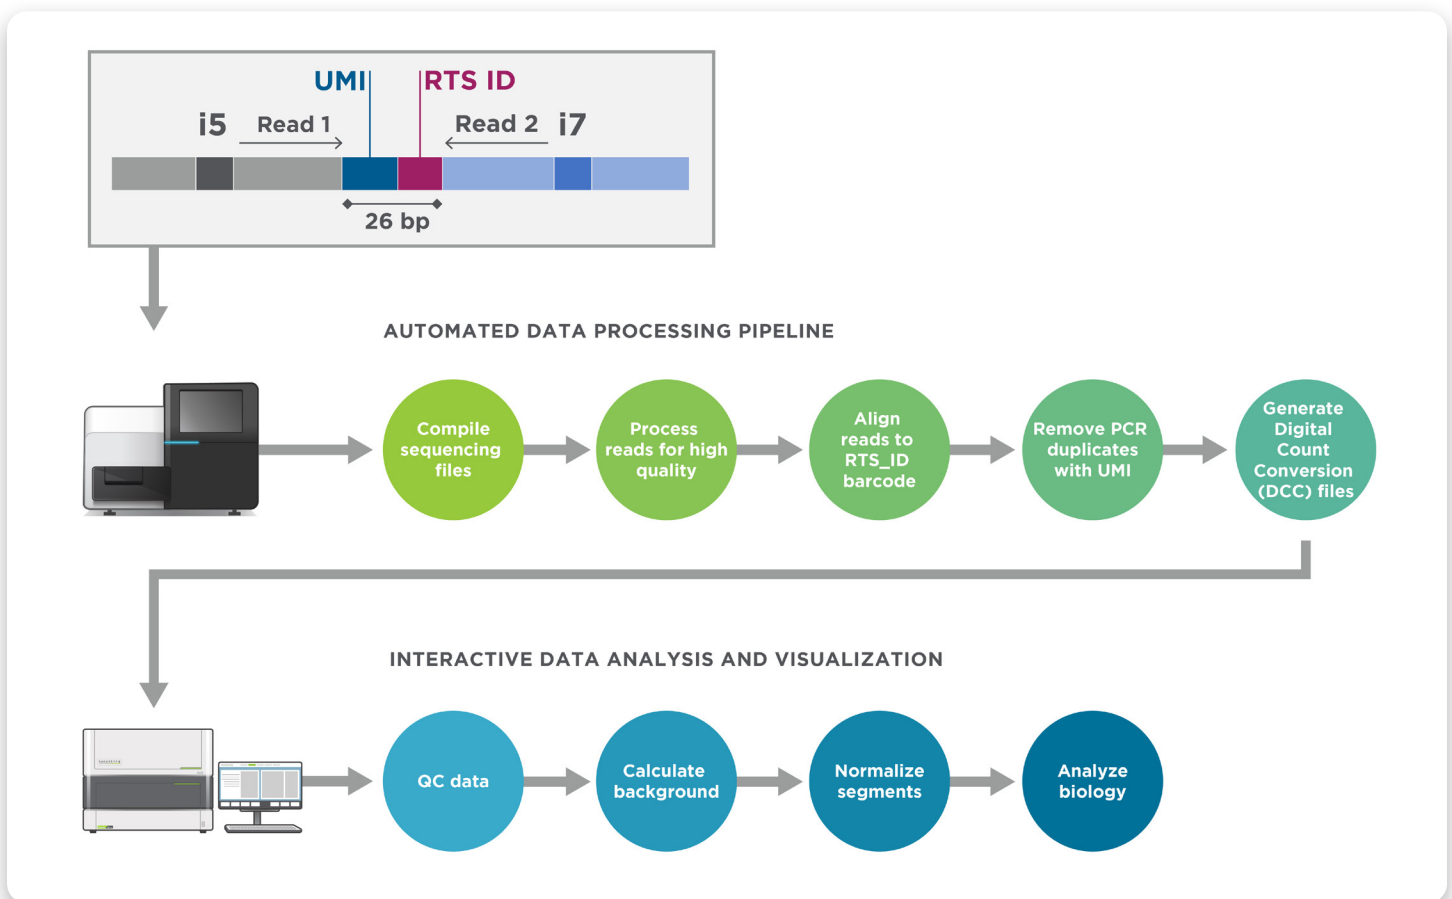 UMI
RTS ID
i5
Read 1
Read 2
i7
26 bp
AUTOMATED DATA PROCESSING PIPELINE
Compile
sequencing
files
Process
reads for high
quality
Align
reads to
RTS_ID
barcode
Remove PCR
duplicates
with UMI
Generate
Digital
Count
Conversion
(DCC) files
INTERACTIVE DATA ANALYSIS AND VISUALIZATION
QC data
Calculate
background
Normalize
segments
Analyze
biology